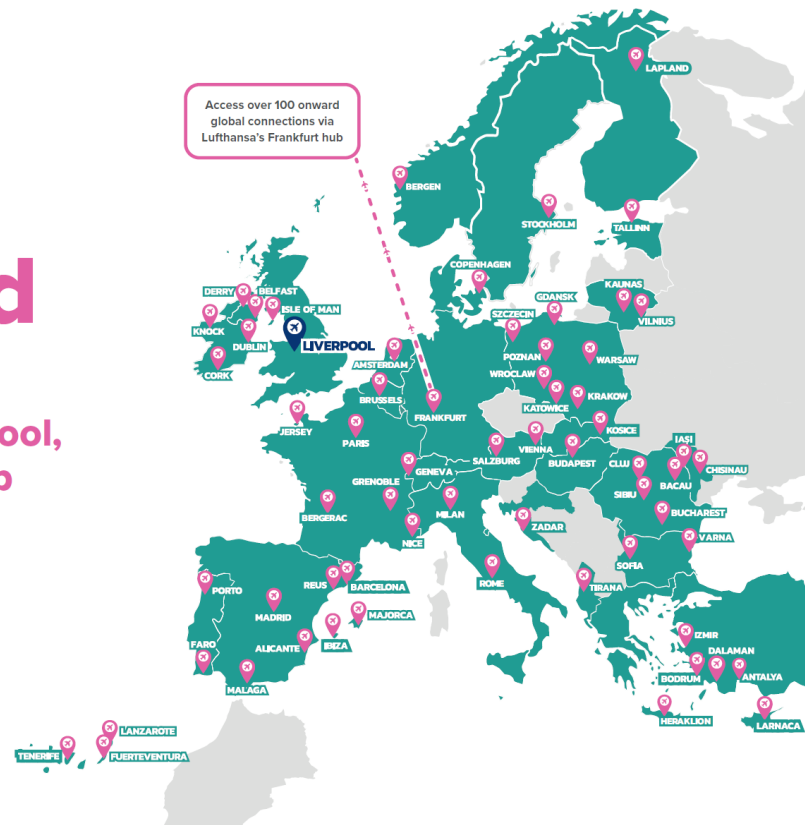 LAPLAND
Access over 100 onward
global connections via
Lufthansa's Frankfurt hub
BERGEN
STOCKHOLM
TALLINN
COPENHAGEN
d
DERRY
BELFAST
ISLE OF MAN
KNOCK
DUBLIN
LIVERPOOL
CORK
GDANSK
KAUNAS
VILNIUS
SZCZECIN
AMSTERDAM
POZNAN
WARSAW
WROCLAW
BRUSSELS
KATOWICE
KRAKOW
JERSEY
FRANKFURT
ool,
PARIS
KOSICE
VIENNA
SALZBURG
BUDAPEST
IAȘI
CLUJ
CHISINAU
GENEVA
o
GRENOBLE
BACAU
SIBIU
BERGERAC
MILAN
BUCHAREST
ZADAR
NICE
VARNA
SOFIA
ROME
TIRANA
PORTO
REUS
BARCELONA
MADRID
MAJORCA
FARO
ALICANTE
IBIZA
IZMIR
DALAMAN
MALAGA
BODRUM
ANTALYA
HERAKLION
LARNACA
LANZAROTE
TENERIFE
FUERTEVENTURA